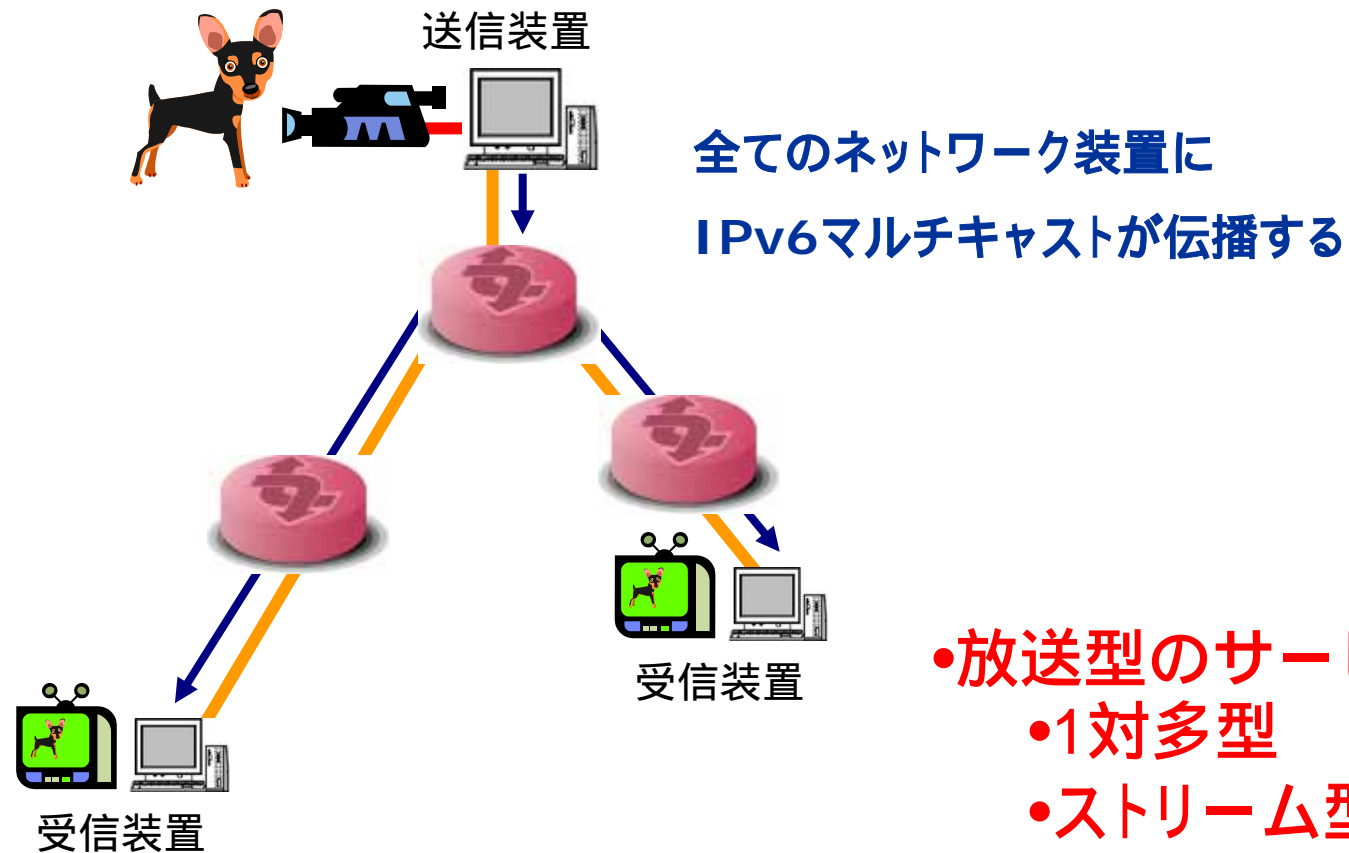 送信装置
全てのネットワーク装置に
IPv6マルチキャストが伝播する
受信装置
受信装置
•放送型のサー
•1対多型
•ストリーム型